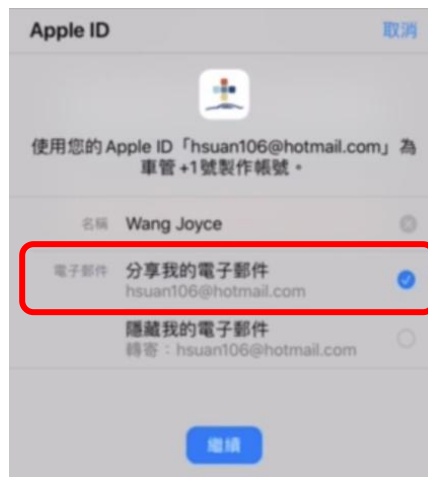 Apple ID 取消
使用您的 Apple ID「hsuan106@hotmail.com」為
車管+1號製作帳號。
名稱 Wang Joyce
電子郵件 分享我的電子郵件
hsuan106@hotmail.com
隱藏我的電子郵件
轉寄：hsuan106@hotmail.com
繼續